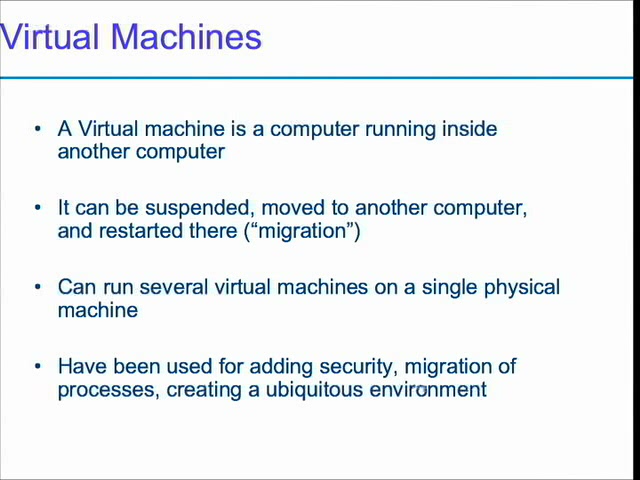 Virtual Machines
• A Virtual machine is a computer running inside
another computer
• It can be suspended, moved to another computer,
and restarted there (“migration”)
• Can run several virtual machines on a single physical
machine
• Have been used for adding security, migration of
processes, creating a ubiquitous environment